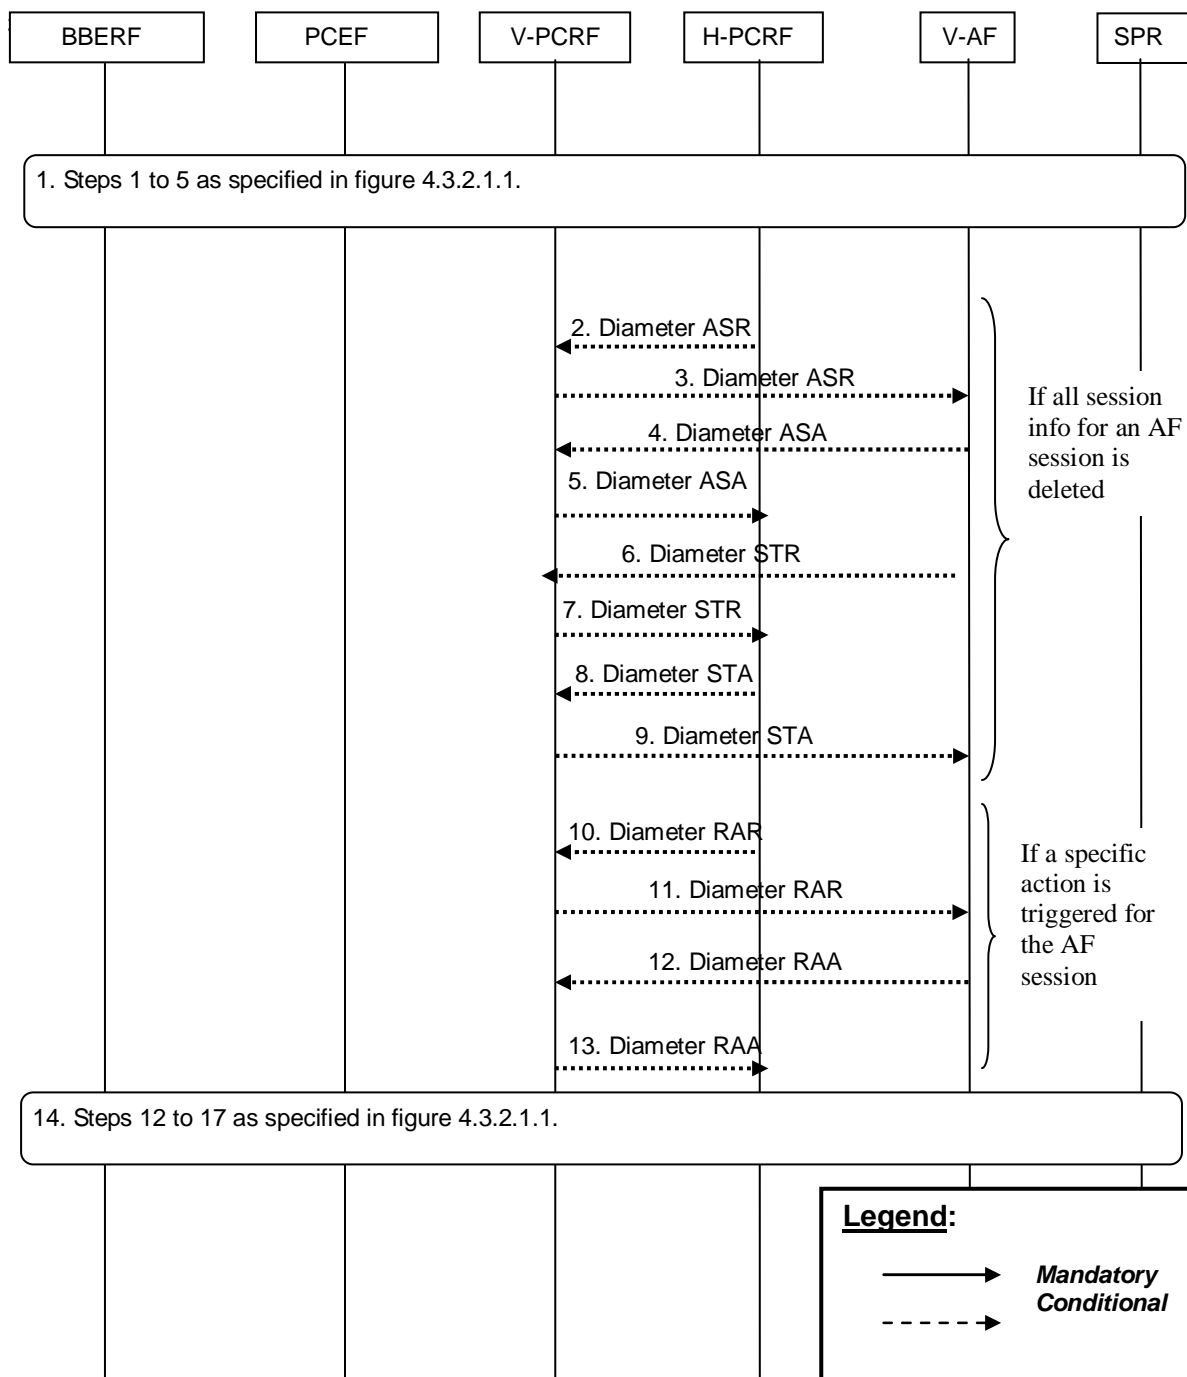 BBERF
PCEF
V-PCRF
H-PCRF
V-AF
SPR
1. Steps 1 to 5 as specified in figure 4.3.2.1.1.
2. Diameter ASR
3. Diameter ASR
4. Diameter ASA
5. Diameter ASA
6. Diameter STR
7. Diameter STR
8. Diameter STA
9. Diameter STA
If all session
info for an AF
session is
deleted
10. Diameter RAR
11. Diameter RAR
12. Diameter RAA
13. Diameter RAA
If a specific
action is
triggered for
the AF
session
14. Steps 12 to 17 as specified in figure 4.3.2.1.1.
Legend:
Mandatory
Conditional